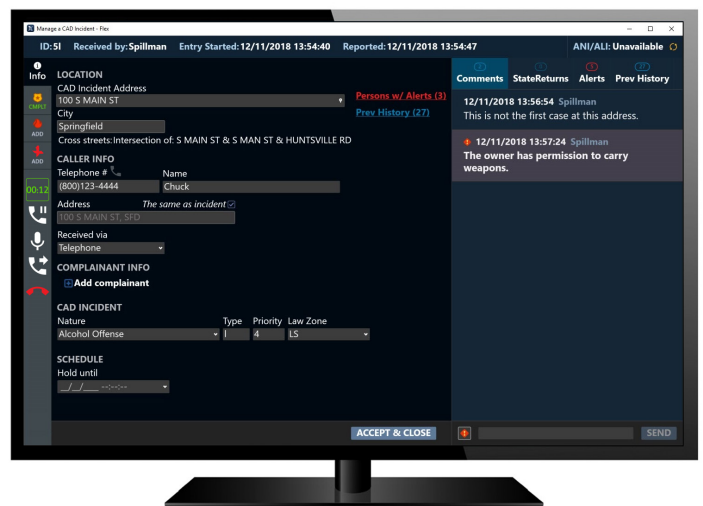 Manage a CAD Incident - Flex
ID: 5I Received by: Spillman Entry Started: 12/11/2018 13:54:40 Reported: 12/11/2018 13:54:47 ANI/ALI: Unavailable
Info
CMPLT
ADD
ADD
00:12
LOCATION
CAD Incident Address
100 S MAIN ST
Persons w/ Alerts (3)
City
Prev History (27)
Springfield
Cross streets: Intersection of: S MAIN ST & S MAN ST & HUNTSVILLE RD
CALLER INFO
Telephone # Name
(800)123-4444 Chuck
Address The same as incident
100 S MAIN ST, SFD
Received via
Telephone
COMPLAINANT INFO
Add complainant
CAD INCIDENT
Nature Type Priority Law Zone
Alcohol Offense l 4 LS
SCHEDULE
Hold until
__/__/____ --:--:--
ACCEPT & CLOSE
(27)
Comments StateReturns Alerts Prev History
12/11/2018 13:56:54 Spillman
This is not the first case at this address.
12/11/2018 13:57:24 Spillman
The owner has permission to carry
weapons.
SEND